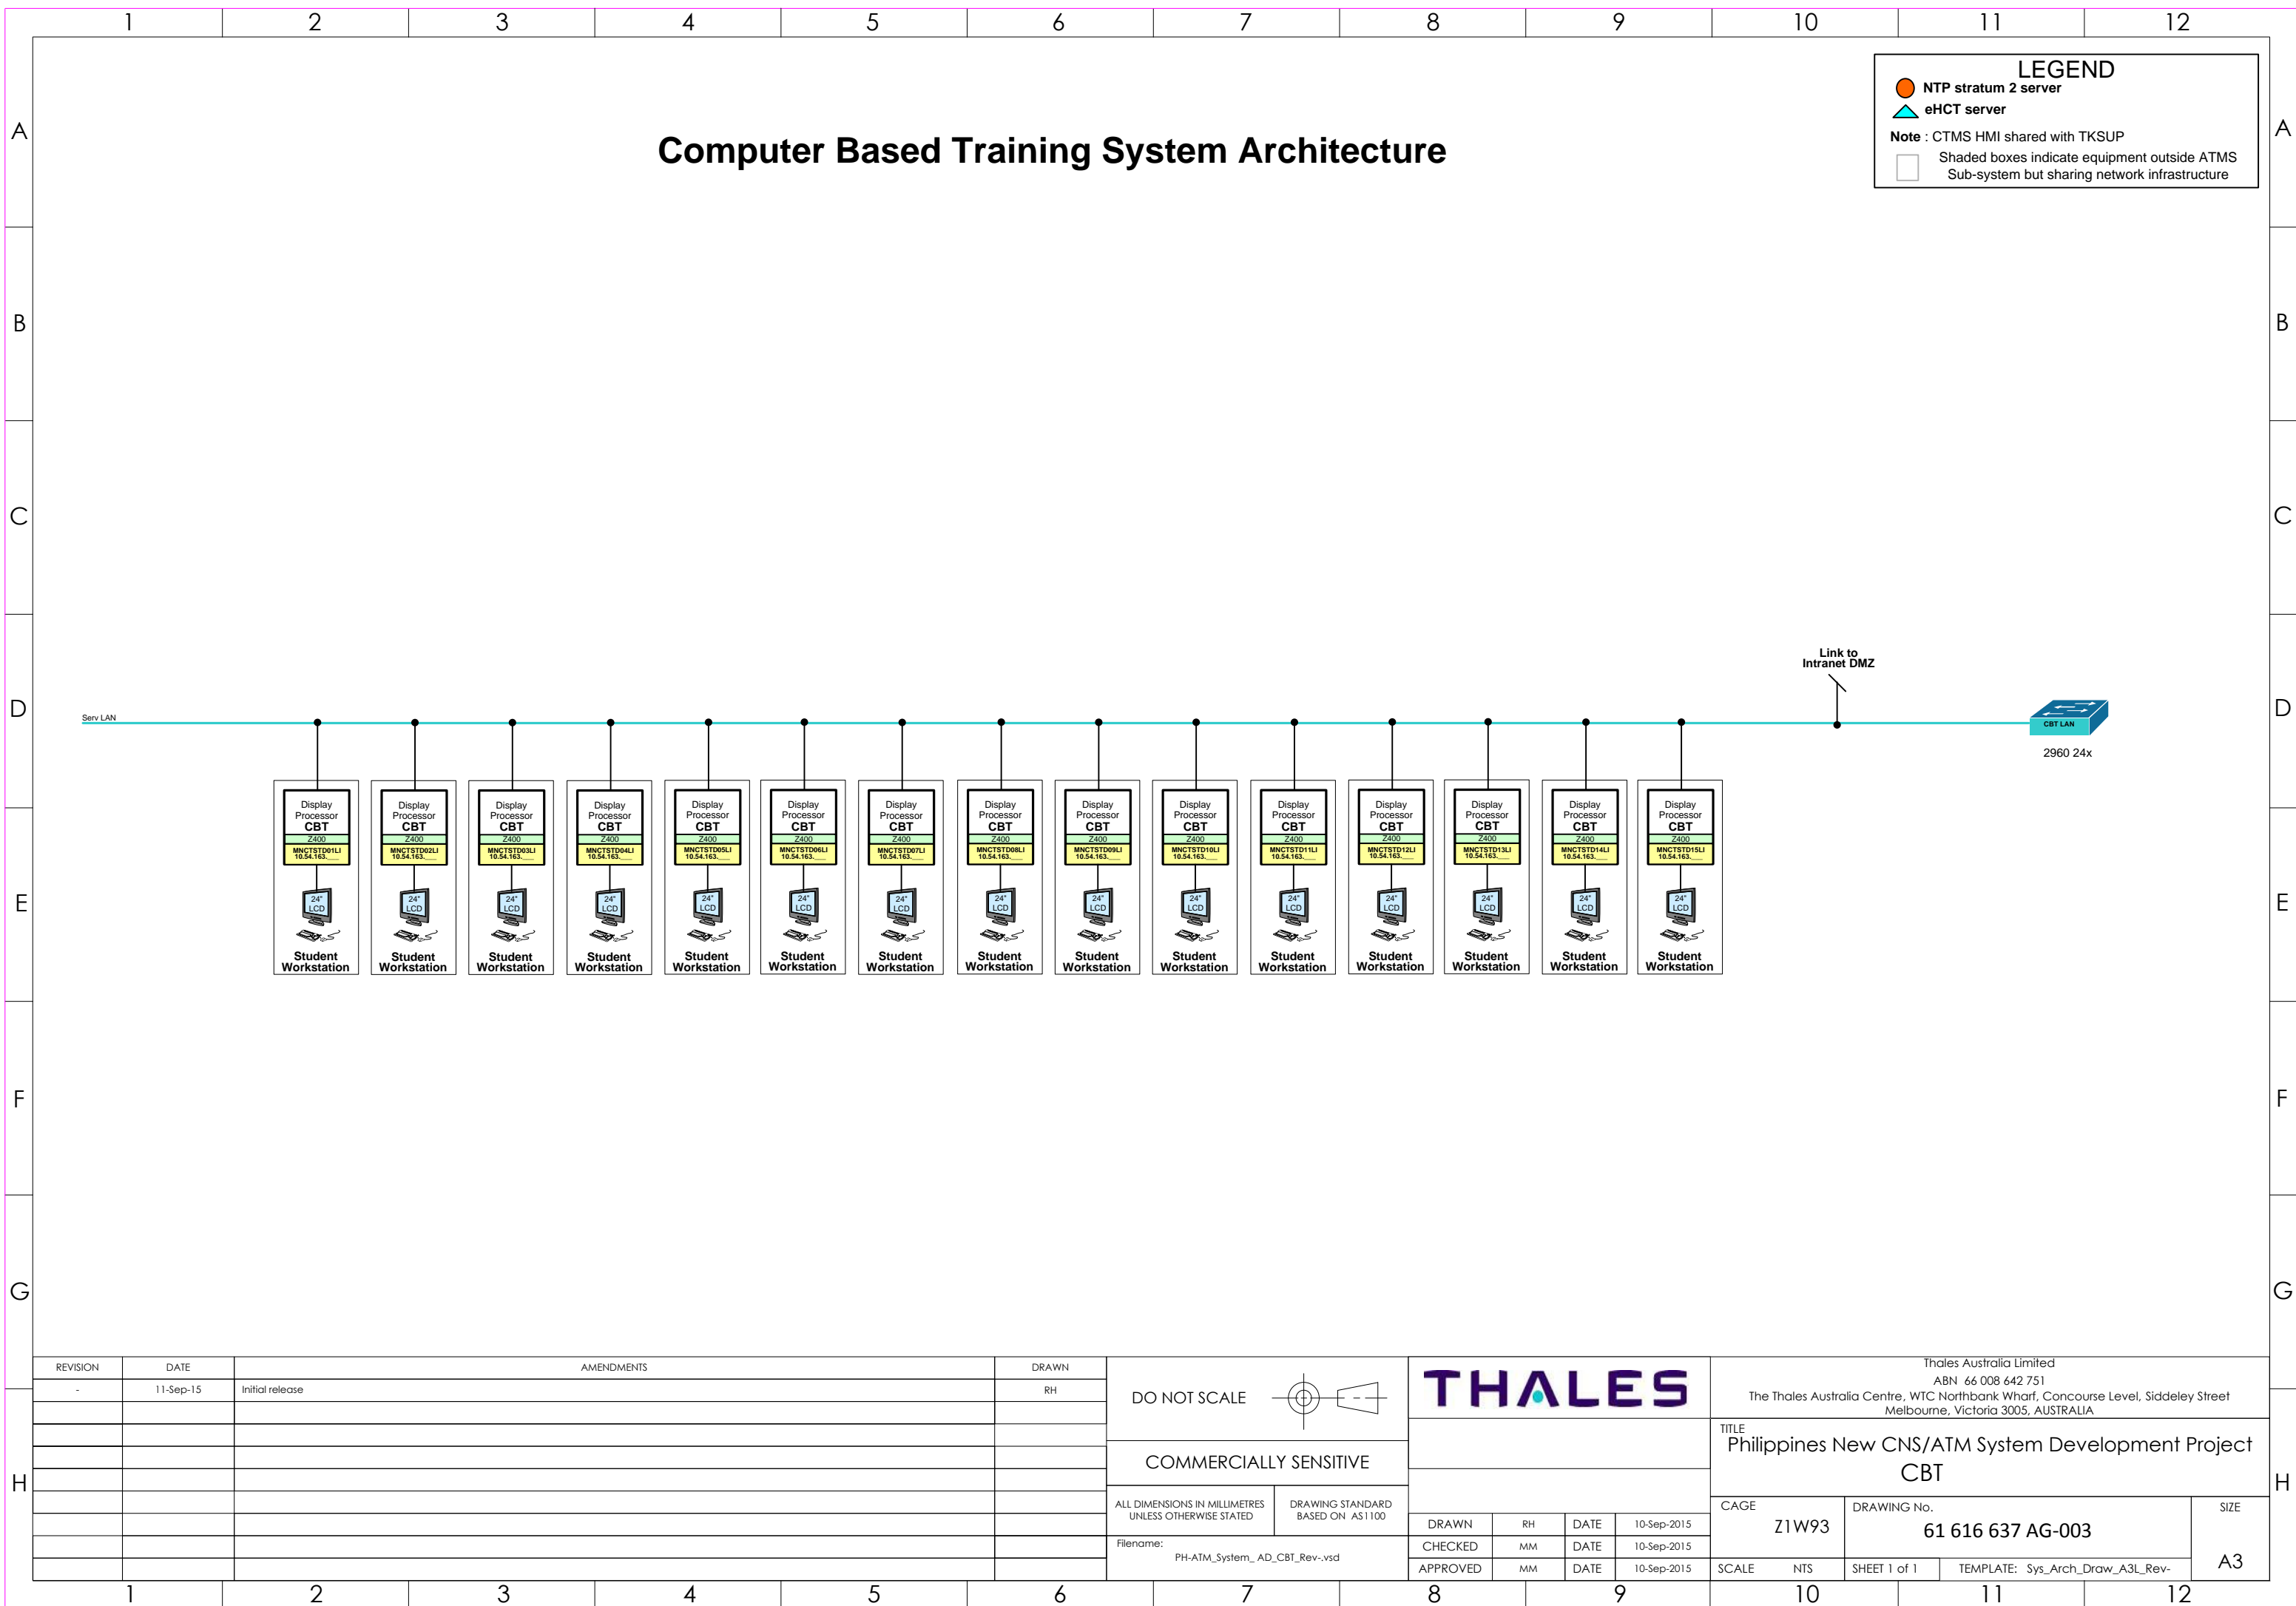 1 2 3 4 5 6 7 8 9 10 11 12
LEGEND
NTP stratum 2 server
eHCT server
Note : CTMS HMI shared with TKSUP
Shaded boxes indicate equipment outside ATMS
Sub-system but sharing network infrastructure
A A
Computer Based Training System Architecture
B B
C C
Link to
Intranet DMZ
D D
Serv LAN
CBT LAN
2960 24x
Display
Processor
CBT
Z400
MNCTSTD01LI
10.54.163.___
24"
LCD
Student
Workstation
Display
Processor
CBT
Z400
MNCTSTD02LI
10.54.163.___
24"
LCD
Student
Workstation
Display
Processor
CBT
Z400
MNCTSTD03LI
10.54.163.___
24"
LCD
Student
Workstation
Display
Processor
CBT
Z400
MNCTSTD04LI
10.54.163.___
24"
LCD
Student
Workstation
Display
Processor
CBT
Z400
MNCTSTD05LI
10.54.163.___
24"
LCD
Student
Workstation
Display
Processor
CBT
Z400
MNCTSTD06LI
10.54.163.___
24"
LCD
Student
Workstation
Display
Processor
CBT
Z400
MNCTSTD07LI
10.54.163.___
24"
LCD
Student
Workstation
Display
Processor
CBT
Z400
MNCTSTD08LI
10.54.163.___
24"
LCD
Student
Workstation
Display
Processor
CBT
Z400
MNCTSTD09LI
10.54.163.___
24"
LCD
Student
Workstation
Display
Processor
CBT
Z400
MNCTSTD10LI
10.54.163.___
24"
LCD
Student
Workstation
Display
Processor
CBT
Z400
MNCTSTD11LI
10.54.163.___
24"
LCD
Student
Workstation
Display
Processor
CBT
Z400
MNCTSTD12LI
10.54.163.___
24"
LCD
Student
Workstation
Display
Processor
CBT
Z400
MNCTSTD13LI
10.54.163.___
24"
LCD
Student
Workstation
Display
Processor
CBT
Z400
MNCTSTD14LI
10.54.163.___
24"
LCD
Student
Workstation
Display
Processor
CBT
Z400
MNCTSTD15LI
10.54.163.___
24"
LCD
Student
Workstation
E E
F F
G G
REVISION DATE AMENDMENTS DRAWN
- 11-Sep-15 Initial release RH
DO NOT SCALE
COMMERCIALLY SENSITIVE
ALL DIMENSIONS IN MILLIMETRES
UNLESS OTHERWISE STATED
DRAWING STANDARD
BASED ON AS1100
Filename:
PH-ATM_System_ AD_CBT_Rev-.vsd
THALES
DRAWN RH DATE 10-Sep-2015
CHECKED MM DATE 10-Sep-2015
APPROVED MM DATE 10-Sep-2015
Thales Australia Limited
ABN 66 008 642 751
The Thales Australia Centre, WTC Northbank Wharf, Concourse Level, Siddeley Street
Melbourne, Victoria 3005, AUSTRALIA
TITLE
Philippines New CNS/ATM System Development Project
CBT
CAGE
Z1W93
DRAWING No.
61 616 637 AG-003
SIZE
A3
SCALE NTS SHEET 1 of 1 TEMPLATE: Sys_Arch_Draw_A3L_Rev-
H H
1 2 3 4 5 6 7 8 9 10 11 12